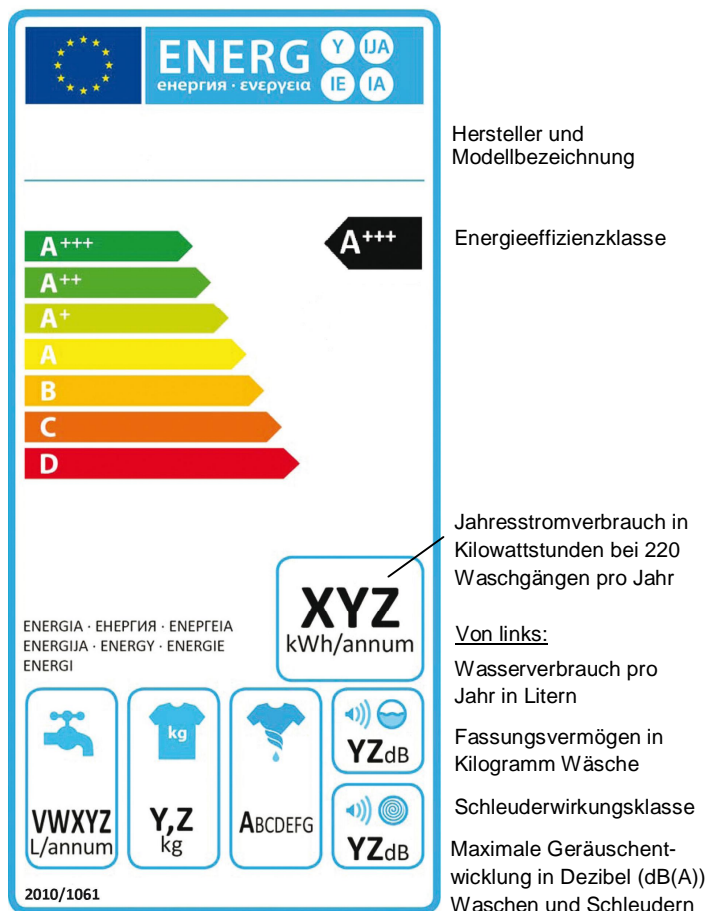 ENERG Y IJA
енергия · ενεργεια IE IA
Hersteller und
Modellbezeichnung
A+++
A+++
Energieeffizienzklasse
A++
A+
A
B
C
D
Jahresstromverbrauch in
Kilowattstunden bei 220
Waschgängen pro Jahr
XYZ
kWh/annum
ENERGIA · ЕНЕРГИЯ · ΕΝΕΡΓΕΙΑ
ENERGIJA · ENERGY · ENERGIE
ENERGI
Von links:
Wasserverbrauch pro
Jahr in Litern
Fassungsvermögen in
Kilogramm Wäsche
Schleuderwirkungsklasse
Maximale Geräuschent-
wicklung in Dezibel (dB(A))
Waschen und Schleudern
VWXYZ
L/annum
kg
Y,Z
kg
ABCDEFG
YZdB
YZdB
2010/1061